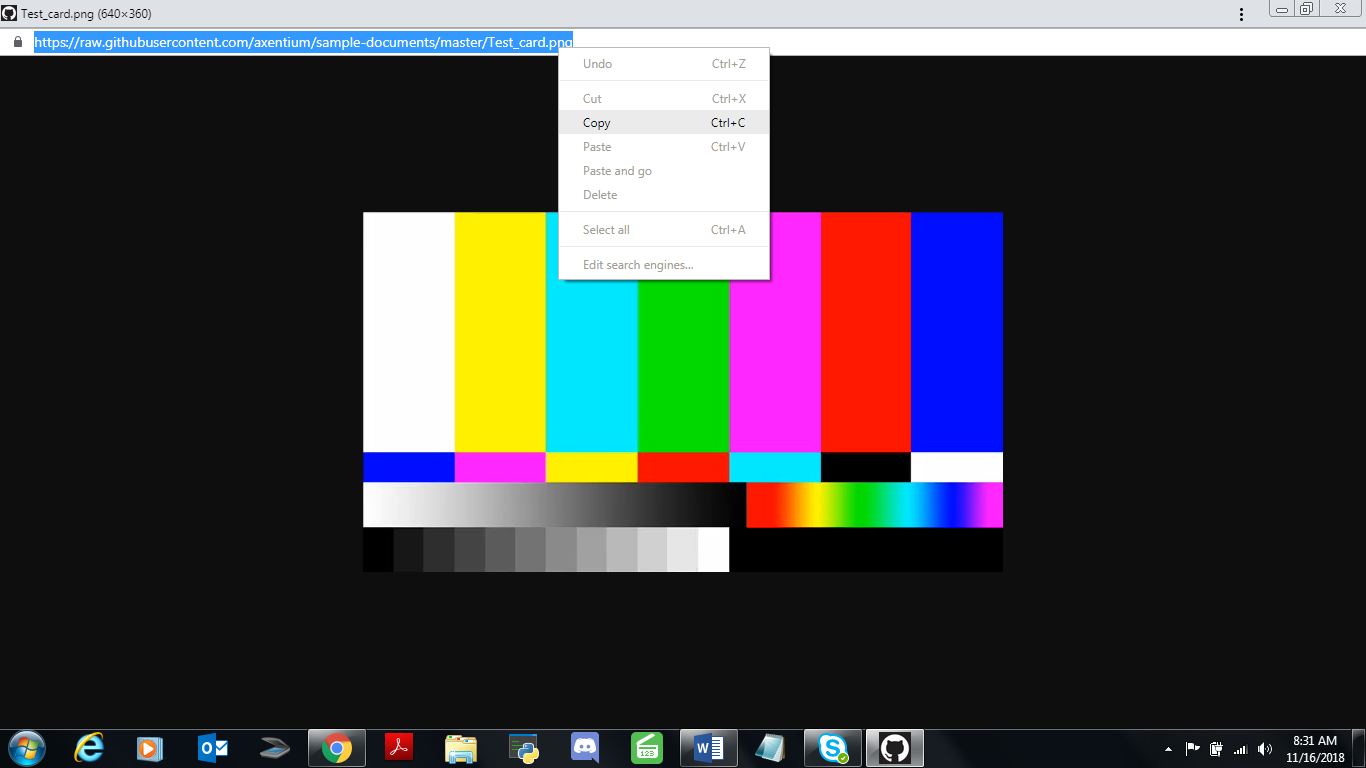 Test_card.png (640×360)
https://raw.githubusercontent.com/axentium/sample-documents/master/Test_card.png
Undo Ctrl+Z
Cut Ctrl+X
Copy Ctrl+C
Paste Ctrl+V
Paste and go
Delete
Select all Ctrl+A
Edit search engines...
123
8:31 AM
11/16/2018